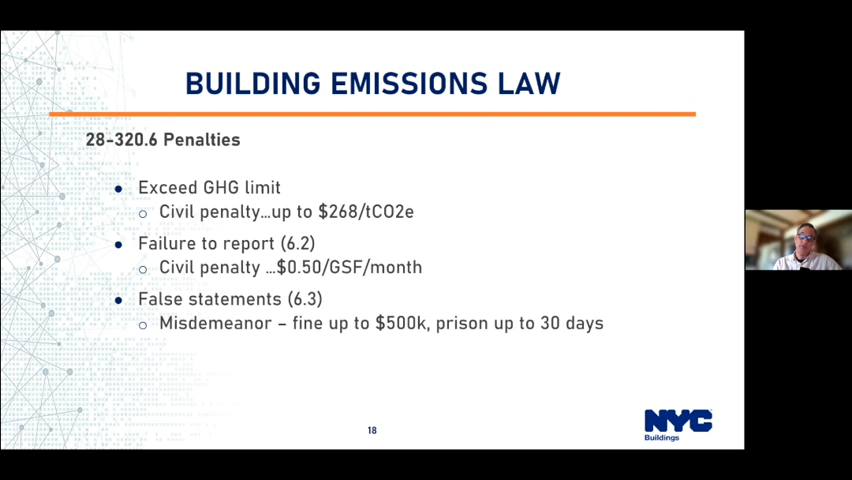 BUILDING EMISSIONS LAW
28-320.6 Penalties
● Exceed GHG limit
○ Civil penalty…up to $268/tCO2e
● Failure to report (6.2)
○ Civil penalty …$0.50/GSF/month
● False statements (6.3)
○ Misdemeanor – fine up to $500k, prison up to 30 days
18
NYC
Buildings